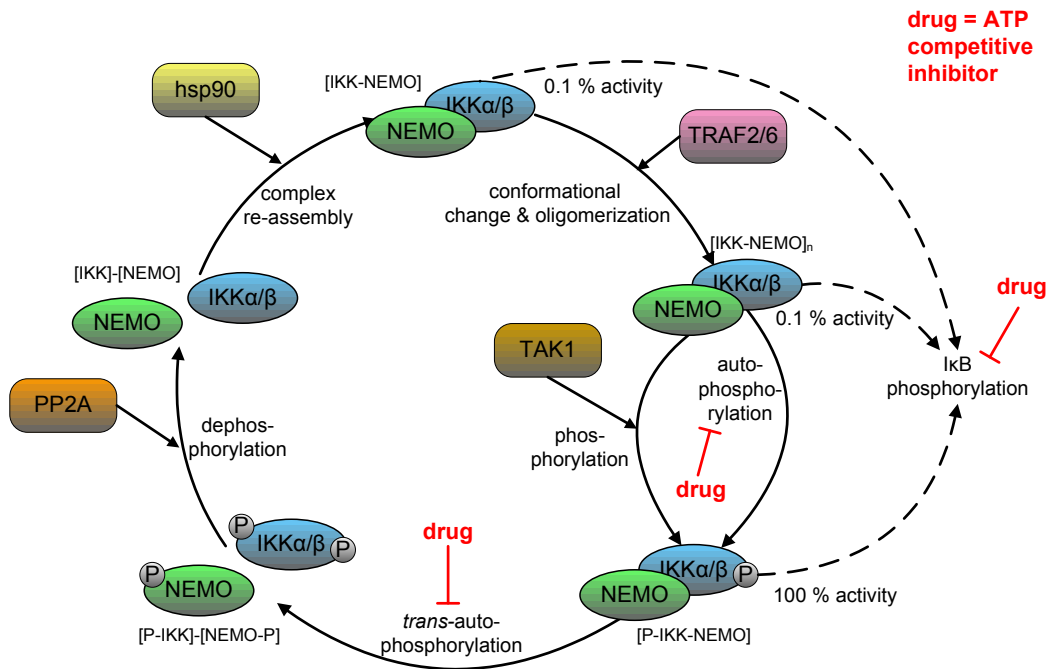 drug = ATP
competitive
inhibitor
hsp90
[IKK-NEMO]
IKKα/β
NEMO
0.1 % activity
TRAF2/6
complex
re-assembly
conformational
change & oligomerization
[IKK-NEMO]n
IKKα/β
NEMO
0.1 % activity
drug
IκB
phosphorylation
[IKK]-[NEMO]
IKKα/β
NEMO
TAK1
auto-
phospho-
rylation
PP2A
dephos-
phorylation
phos-
phorylation
drug
drug
P
IKKα/β
P
P
NEMO
[P-IKK]-[NEMO-P]
trans-auto-
phosphorylation
IKKα/β
P
NEMO
[P-IKK-NEMO]
100 % activity